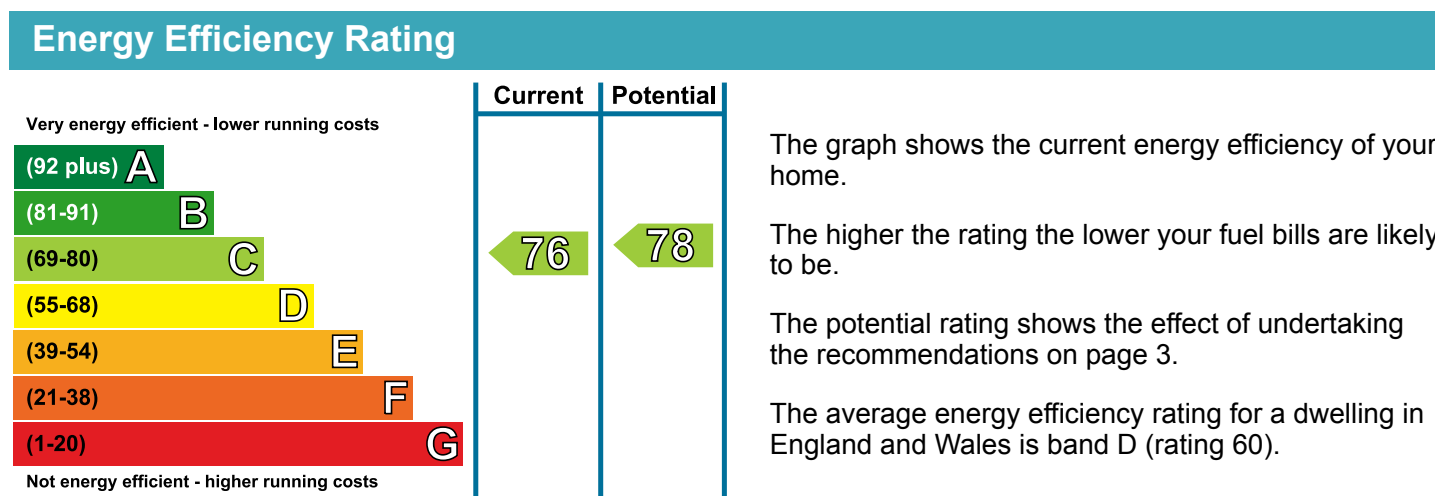 Energy Efficiency Rating
Current Potential
Very energy efficient - lower running costs
(92 plus) A
(81-91) B
(69-80) C
76 78
(55-68) D
(39-54) E
(21-38) F
(1-20) G
Not energy efficient - higher running costs
The graph shows the current energy efficiency of your
home.
The higher the rating the lower your fuel bills are likely
to be.
The potential rating shows the effect of undertaking
the recommendations on page 3.
The average energy efficiency rating for a dwelling in
England and Wales is band D (rating 60).